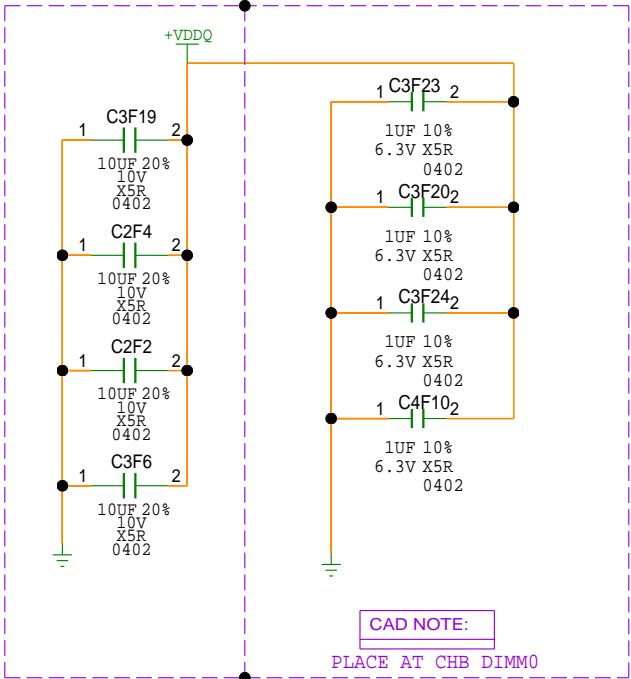 +VDDQ
C3F19
1 2
10UF 20%
10V
X5R
0402
C2F4
1 2
10UF 20%
10V
X5R
0402
C2F2
1 2
10UF 20%
10V
X5R
0402
C3F6
1 2
10UF 20%
10V
X5R
0402
C3F23
1 2
1UF 10%
6.3V X5R
0402
C3F20
1 2
1UF 10%
6.3V X5R
0402
C3F24
1 2
1UF 10%
6.3V X5R
0402
C4F10
1 2
1UF 10%
6.3V X5R
0402
CAD NOTE:
PLACE AT CHB DIMM0